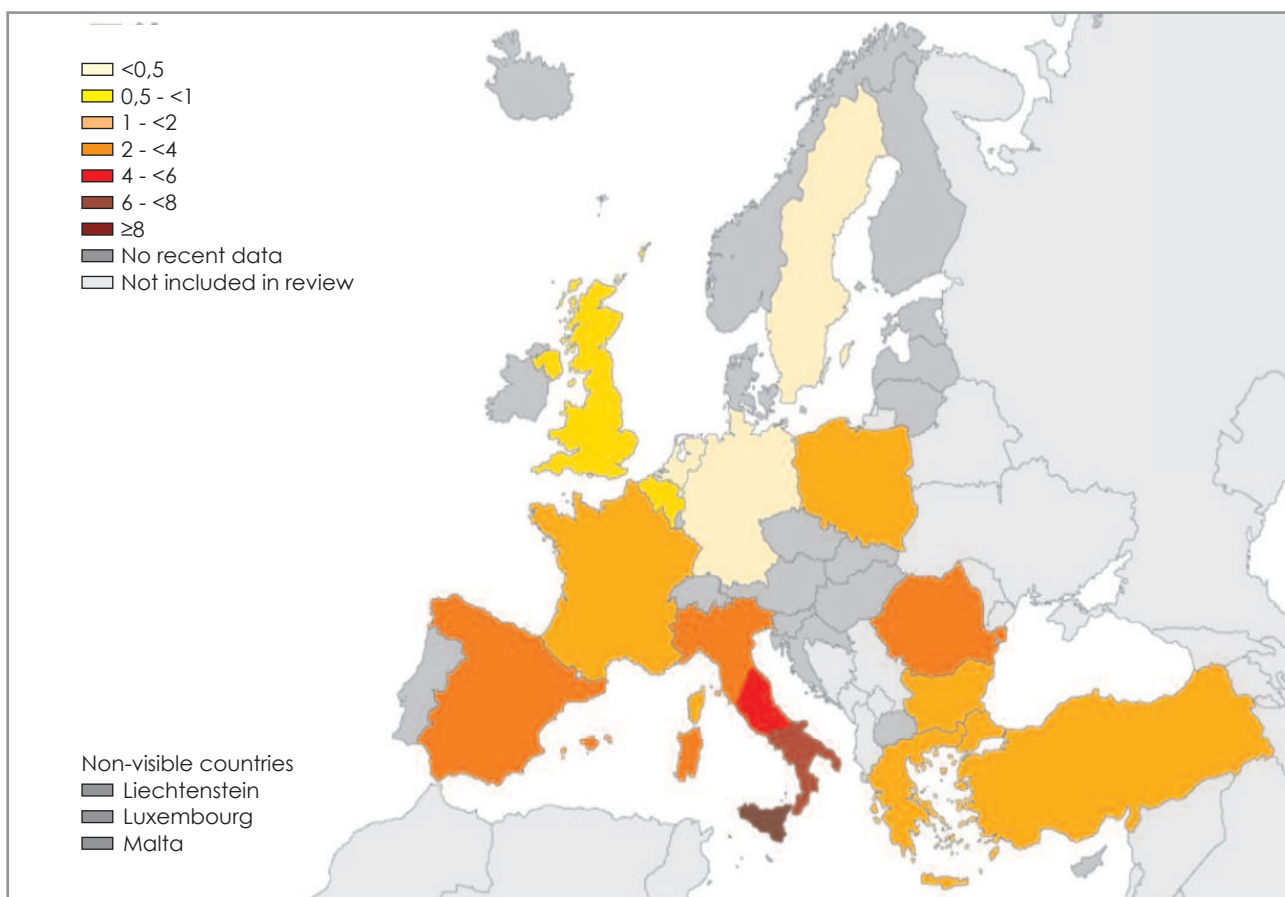 <0,5
0,5 - <1
1 - <2
2 - <4
4 - <6
6 - <8
≥8
No recent data
Not included in review
Non-visible countries
Liechtenstein
Luxembourg
Malta